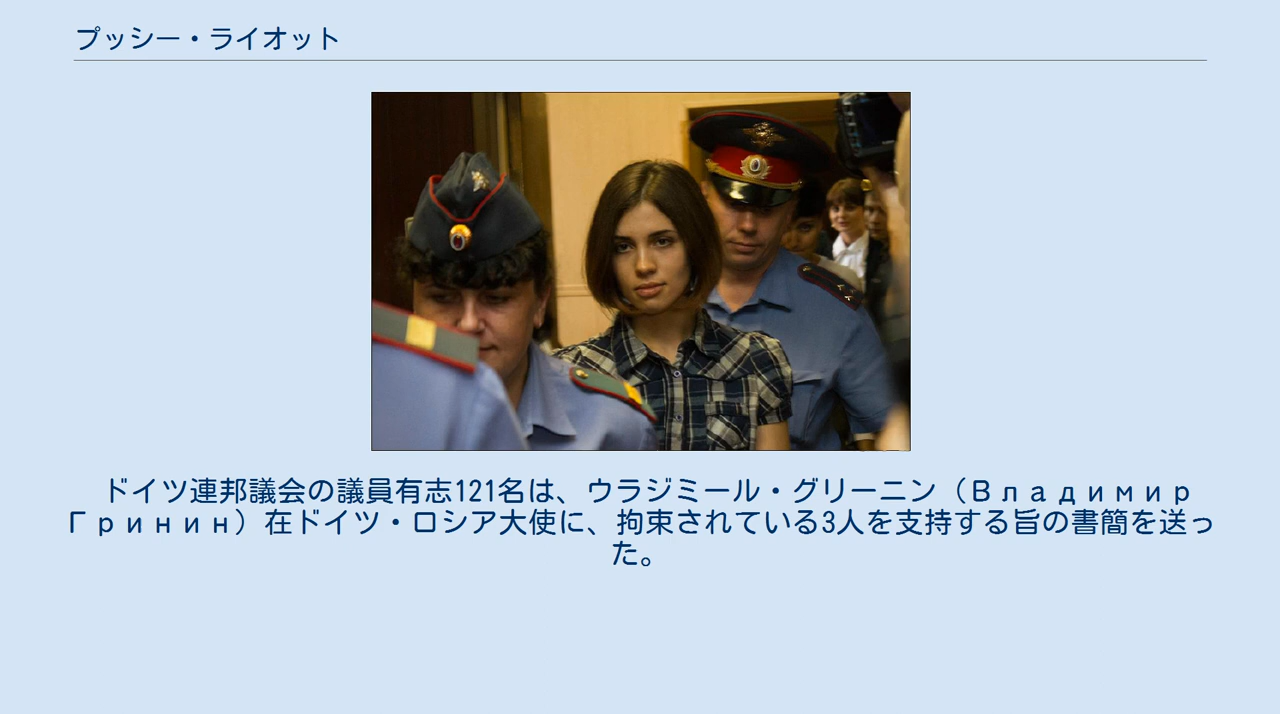 プッシー・ライオット
ドイツ連邦議会の議員有志121名は、ウラジミール・グリーニン（Владимир
Гринин）在ドイツ・ロシア大使に、拘束されている3人を支持する旨の書簡を送っ
た。